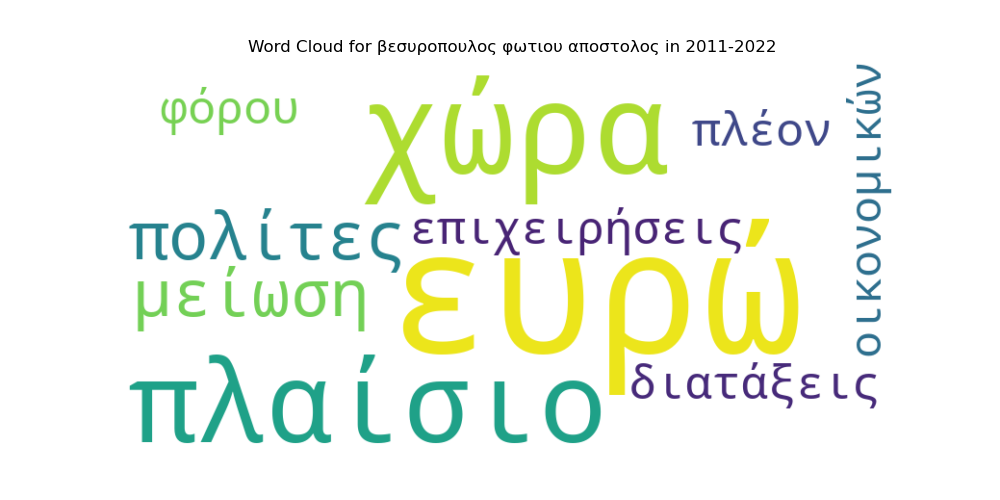 Word Cloud for βεσυροπουλος φωτιου αποστολος in 2011-2022
φόρου
χώρα
πλέον
οικονομικών
πολίτες
επιχειρήσεις
μείωση
ευρώ
πλαίσιο
διατάξεις